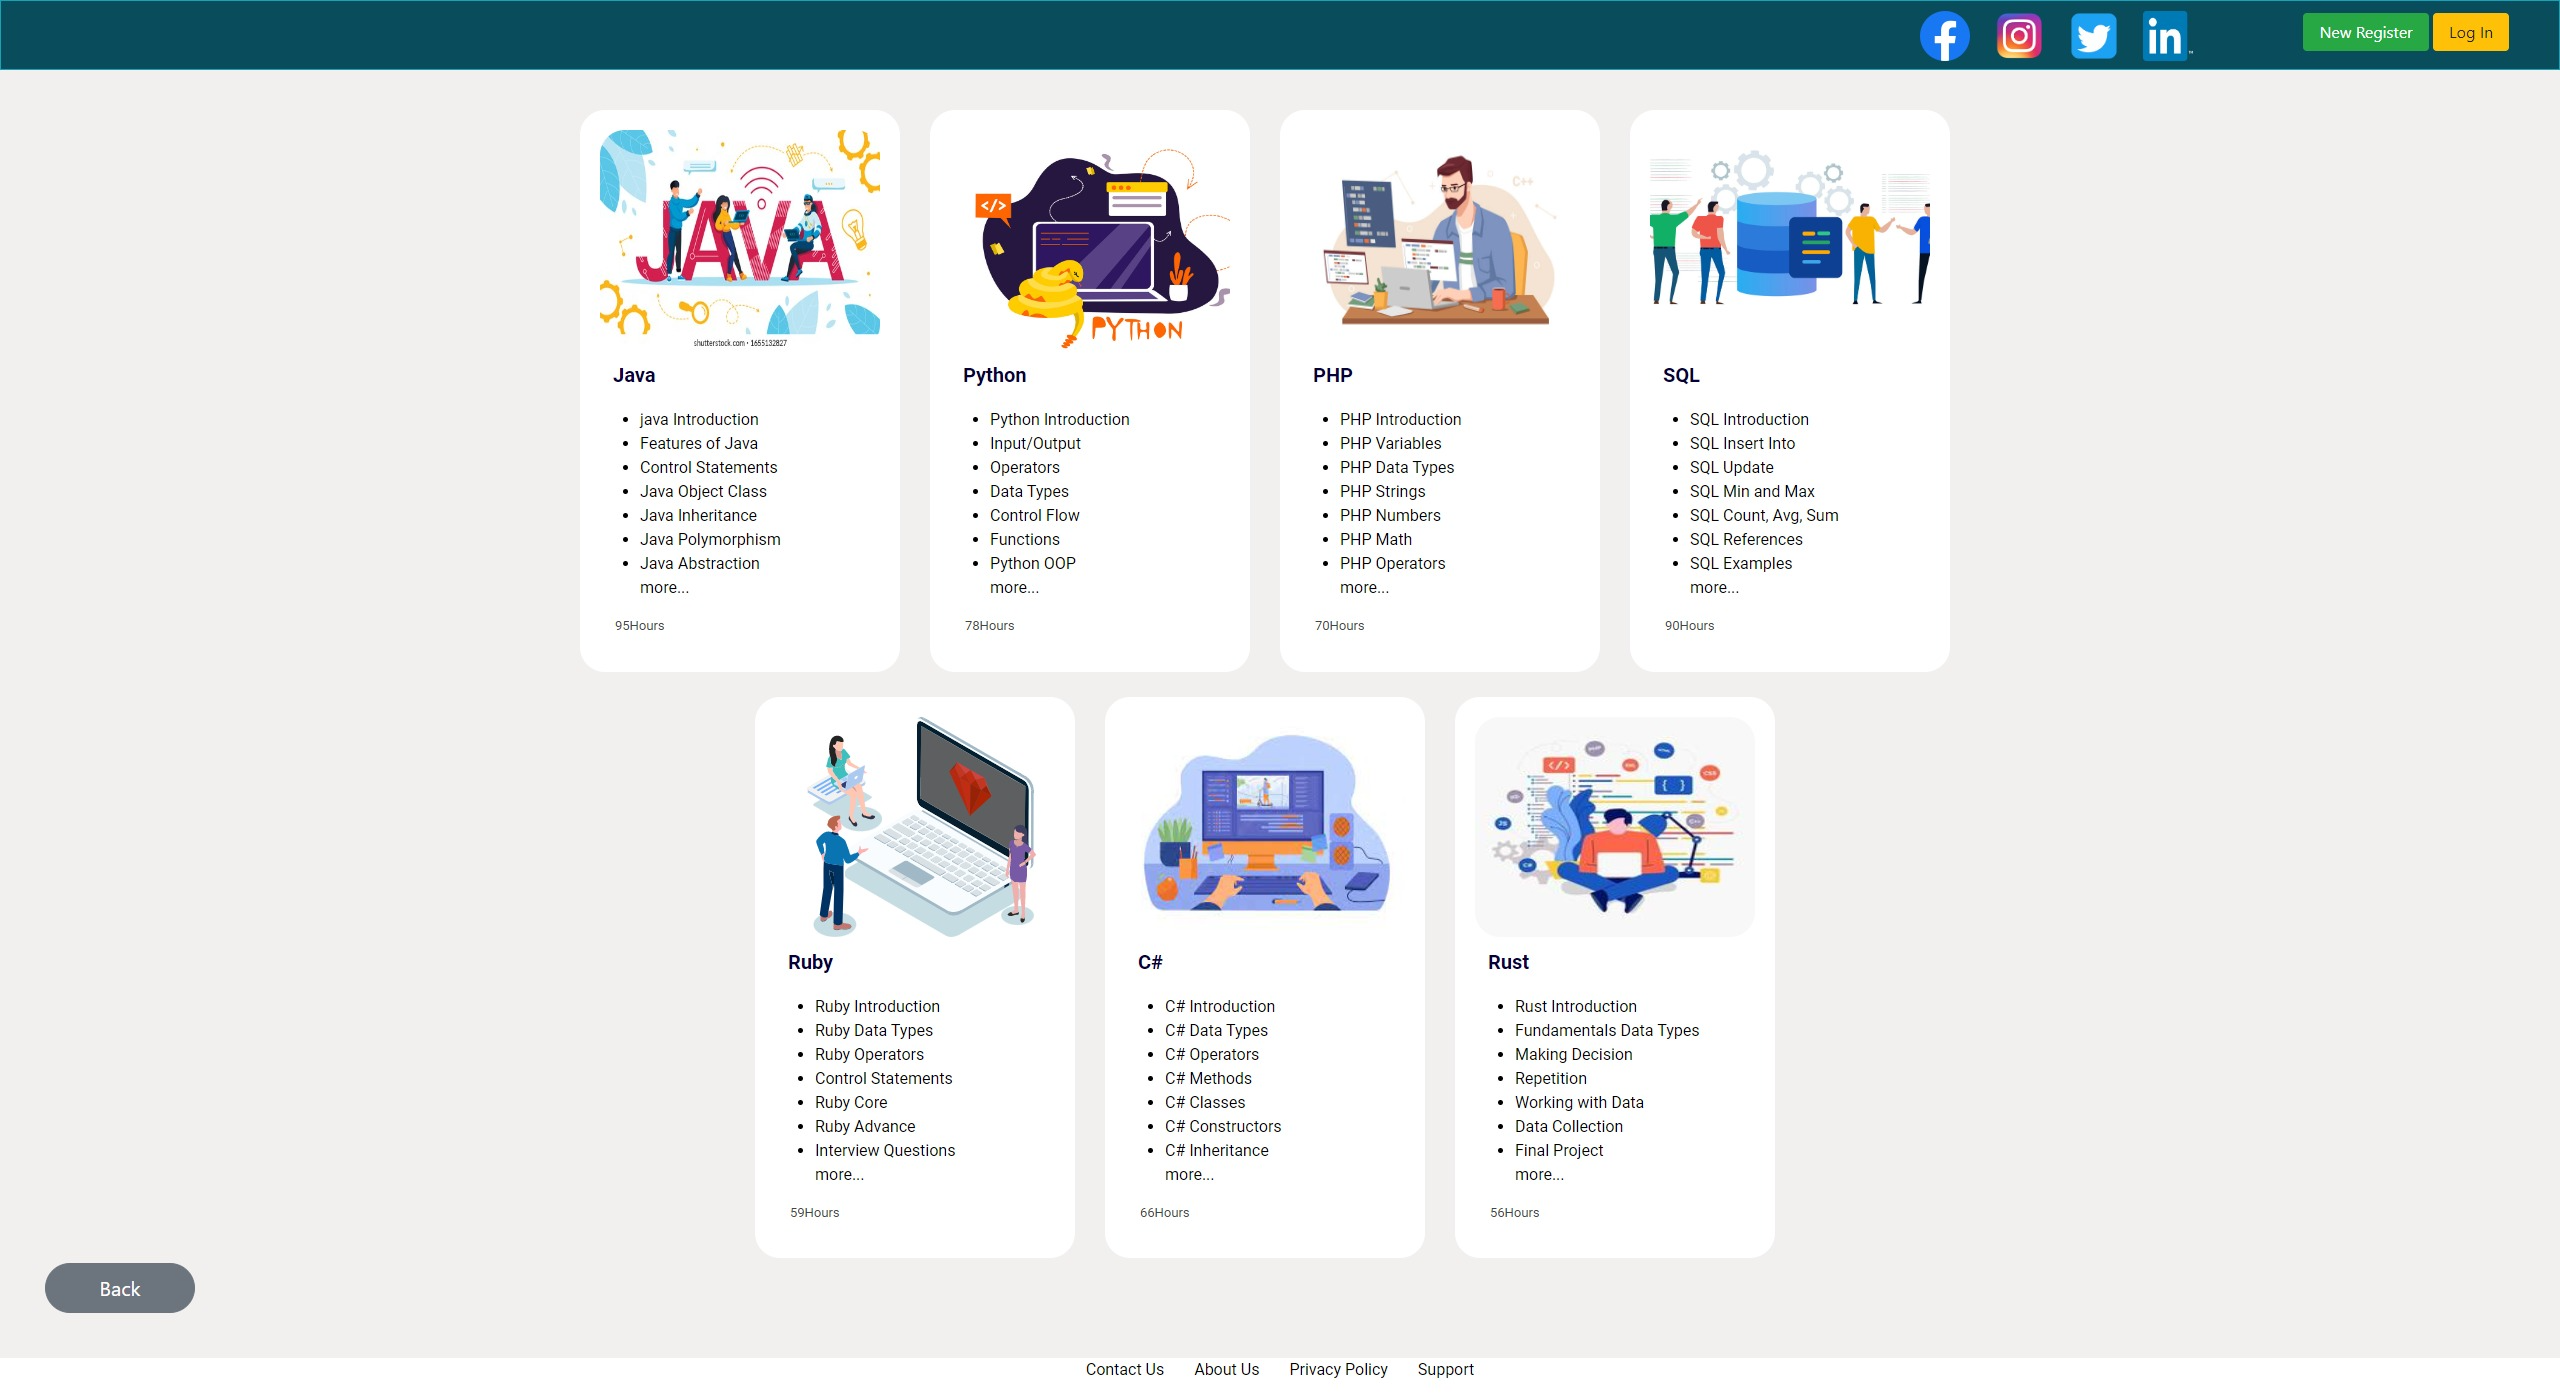 New Register
Log In
JAVA
shutterstock.com • 1655132827
</>
PYTHON
C++
Java
java Introduction
Features of Java
Control Statements
Java Object Class
Java Inheritance
Java Polymorphism
Java Abstraction
more...
95Hours
Python
Python Introduction
Input/Output
Operators
Data Types
Control Flow
Functions
Python OOP
more...
78Hours
PHP
PHP Introduction
PHP Variables
PHP Data Types
PHP Strings
PHP Numbers
PHP Math
PHP Operators
more...
70Hours
SQL
SQL Introduction
SQL Insert Into
SQL Update
SQL Min and Max
SQL Count, Avg, Sum
SQL References
SQL Examples
more...
90Hours
Ruby
Ruby Introduction
Ruby Data Types
Ruby Operators
Control Statements
Ruby Core
Ruby Advance
Interview Questions
more...
59Hours
C#
C# Introduction
C# Data Types
C# Operators
C# Methods
C# Classes
C# Constructors
C# Inheritance
more...
66Hours
</>
{ }
CSS
JS
C++
C#
Rust
Rust Introduction
Fundamentals Data Types
Making Decision
Repetition
Working with Data
Data Collection
Final Project
more...
56Hours
Back
Contact Us
About Us
Privacy Policy
Support